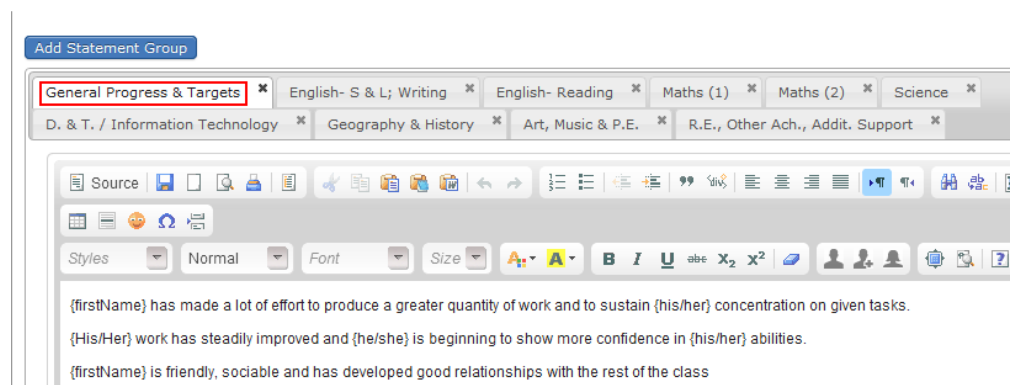 Add Statement Group
General Progress & Targets English- S & L; Writing English- Reading Maths (1) Maths (2) Science
D. & T. / Information Technology Geography & History Art, Music & P.E. R.E., Other Ach., Addit. Support
Source
Styles Normal Font Size A A B I U abc X₂ X²
{firstName} has made a lot of effort to produce a greater quantity of work and to sustain {his/her} concentration on given tasks.
{His/Her} work has steadily improved and {he/she} is beginning to show more confidence in {his/her} abilities.
{firstName} is friendly, sociable and has developed good relationships with the rest of the class